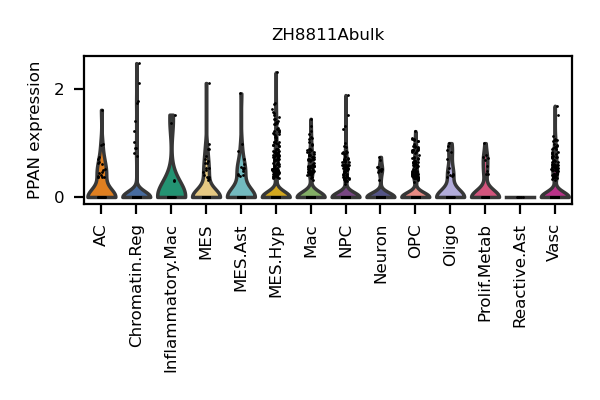 ZH8811Abulk
PPAN expression
2
0
AC
Chromatin.Reg
Inflammatory.Mac
MES
MES.Ast
MES.Hyp
Mac
NPC
Neuron
OPC
Oligo
Prolif.Metab
Reactive.Ast
Vasc